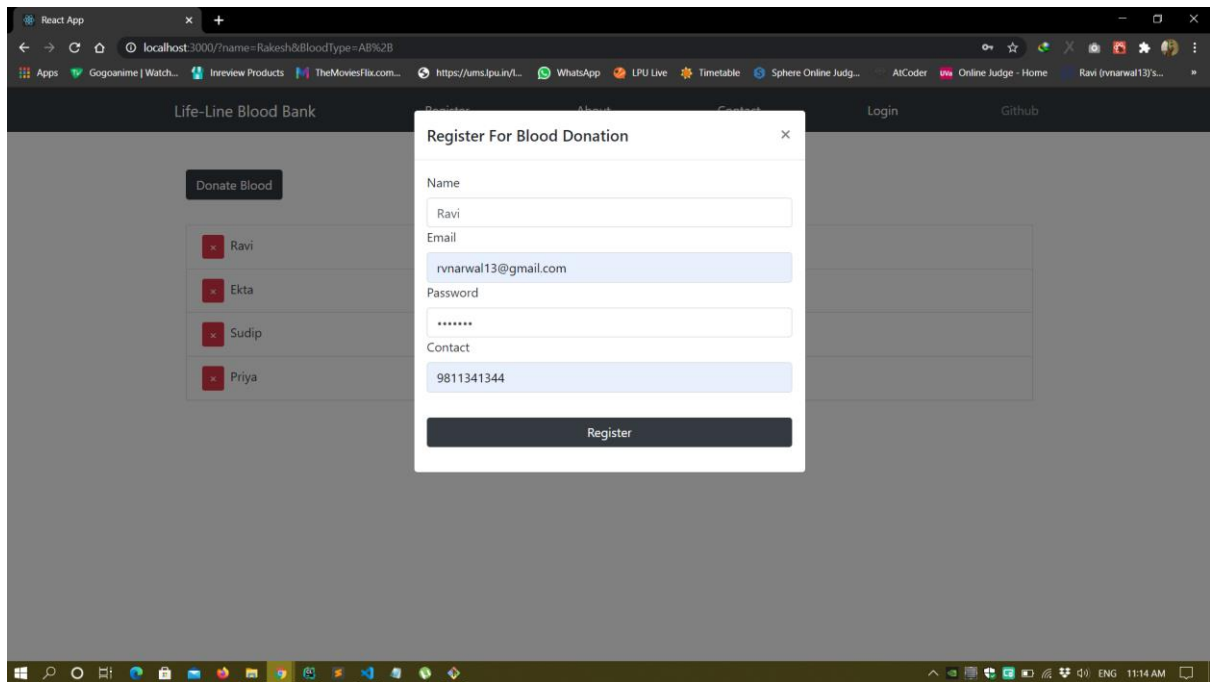 React App
localhost:3000/?name=Rakesh&BloodType=AB%2B
Apps Gogoanime | Watch... Inreview Products TheMoviesFlix.com... https://ums.lpu.in/l... WhatsApp LPU Live Timetable Sphere Online Judg... AtCoder Online Judge - Home Ravi (rvnarwal13)'s... »
Life-Line Blood Bank Register About Contact Login Github
Register For Blood Donation ×
Donate Blood
Name
Ravi
Email
rvnarwal13@gmail.com
Password
•••••••
Contact
9811341344
Register
× Ravi
× Ekta
× Sudip
× Priya
ENG 11:14 AM